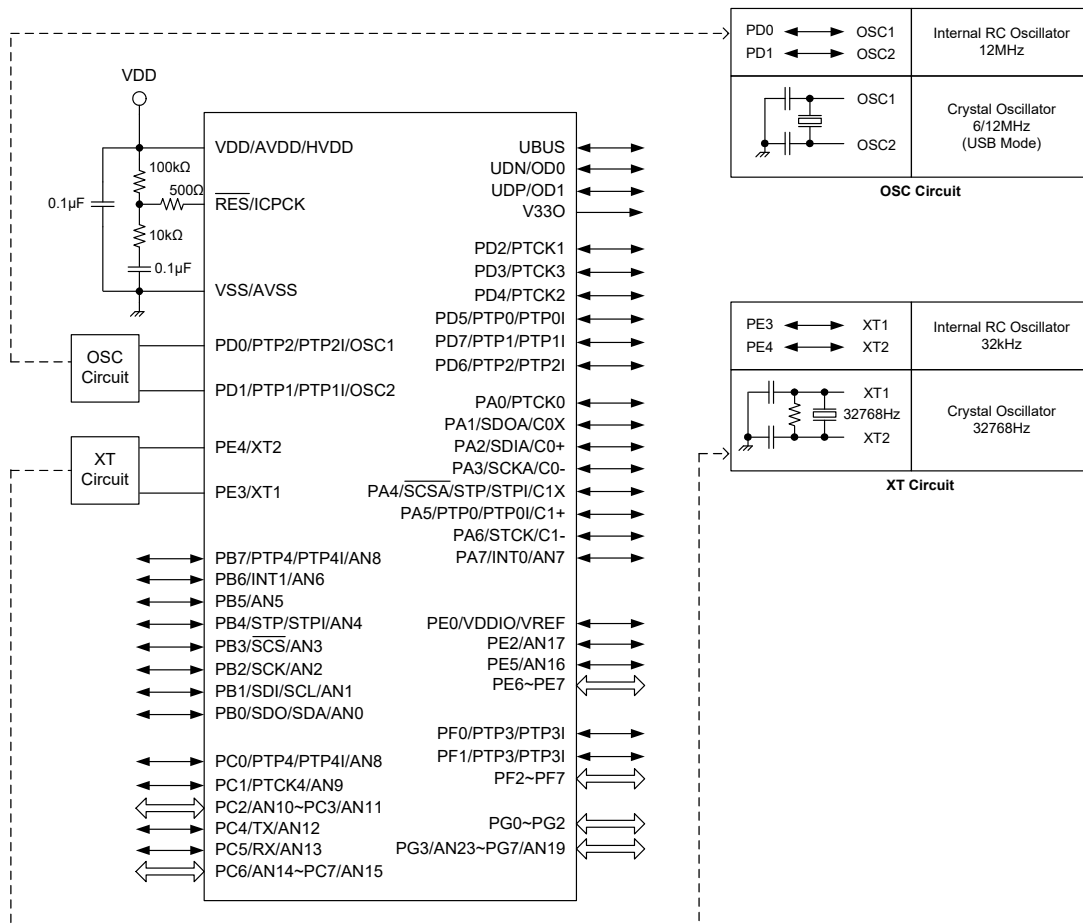 VDD
VDD/AVDD/HVDD
100kΩ
500Ω
RES/ICPCK
0.1µF
10kΩ
0.1µF
VSS/AVSS
OSC
Circuit
PD0/PTP2/PTP2I/OSC1
PD1/PTP1/PTP1I/OSC2
XT
Circuit
PE4/XT2
PE3/XT1
PB7/PTP4/PTP4I/AN8
PB6/INT1/AN6
PB5/AN5
PB4/STP/STPI/AN4
PB3/SCS/AN3
PB2/SCK/AN2
PB1/SDI/SCL/AN1
PB0/SDO/SDA/AN0
PC0/PTP4/PTP4I/AN8
PC1/PTCK4/AN9
PC2/AN10~PC3/AN11
PC4/TX/AN12
PC5/RX/AN13
PC6/AN14~PC7/AN15
UBUS
UDN/OD0
UDP/OD1
V33O
PD2/PTCK1
PD3/PTCK3
PD4/PTCK2
PD5/PTP0/PTP0I
PD7/PTP1/PTP1I
PD6/PTP2/PTP2I
PA0/PTCK0
PA1/SDOA/C0X
PA2/SDIA/C0+
PA3/SCKA/C0-
PA4/SCSA/STP/STPI/C1X
PA5/PTP0/PTP0I/C1+
PA6/STCK/C1-
PA7/INT0/AN7
PE0/VDDIO/VREF
PE2/AN17
PE5/AN16
PE6~PE7
PF0/PTP3/PTP3I
PF1/PTP3/PTP3I
PF2~PF7
PG0~PG2
PG3/AN23~PG7/AN19
PD0 OSC1
PD1 OSC2
Internal RC Oscillator
12MHz
OSC1
OSC2
Crystal Oscillator
6/12MHz
(USB Mode)
OSC Circuit
PE3 XT1
PE4 XT2
Internal RC Oscillator
32kHz
XT1
32768Hz
XT2
Crystal Oscillator
32768Hz
XT Circuit